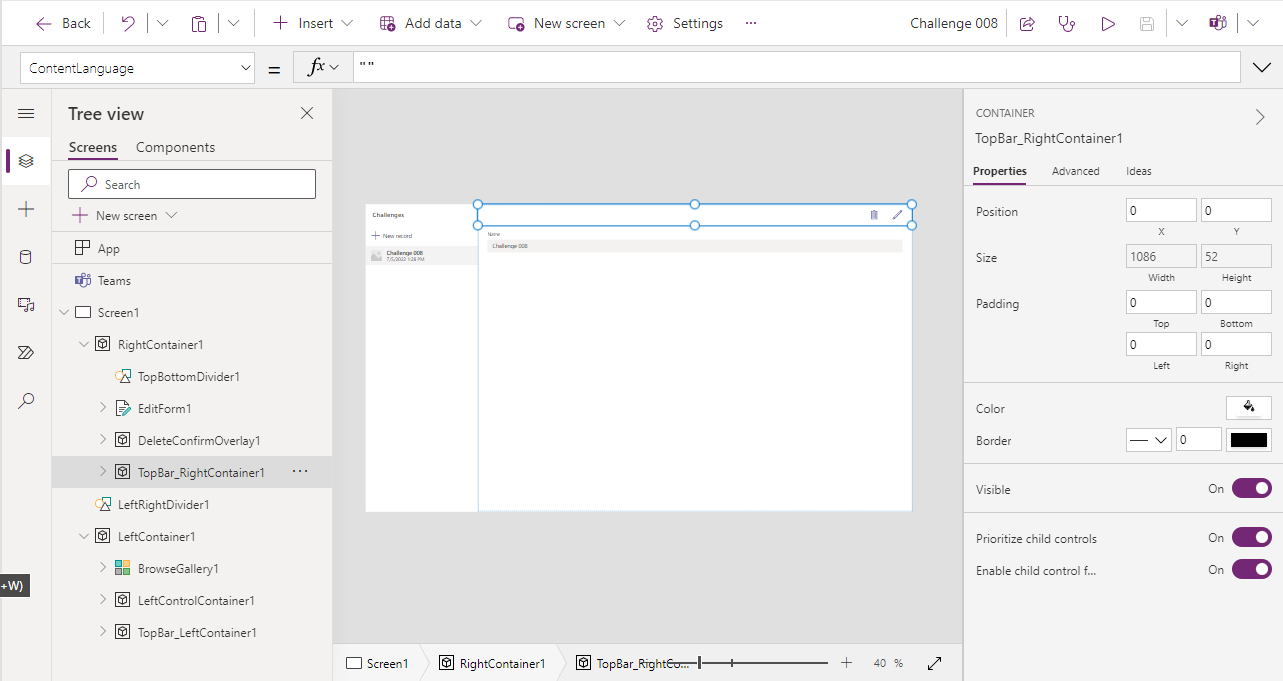 Back
Insert
Add data
New screen
Settings
Challenge 008
ContentLanguage
=
fx
""
Tree view
Screens
Components
Search
New screen
App
Teams
Screen1
RightContainer1
TopBottomDivider1
EditForm1
DeleteConfirmOverlay1
TopBar_RightContainer1
LeftRightDivider1
LeftContainer1
BrowseGallery1
LeftControlContainer1
TopBar_LeftContainer1
+W)
Challenges
New record
Challenge 008
7/5/2022 1:28 PM
Name
Challenge 008
Screen1
RightContainer1
TopBar_RightCo...
40 %
CONTAINER
TopBar_RightContainer1
Properties
Advanced
Ideas
Position
0
0
X
Y
Size
1086
52
Width
Height
Padding
0
0
Top
Bottom
0
0
Left
Right
Color
Border
0
Visible
On
Prioritize child controls
On
Enable child control f...
On